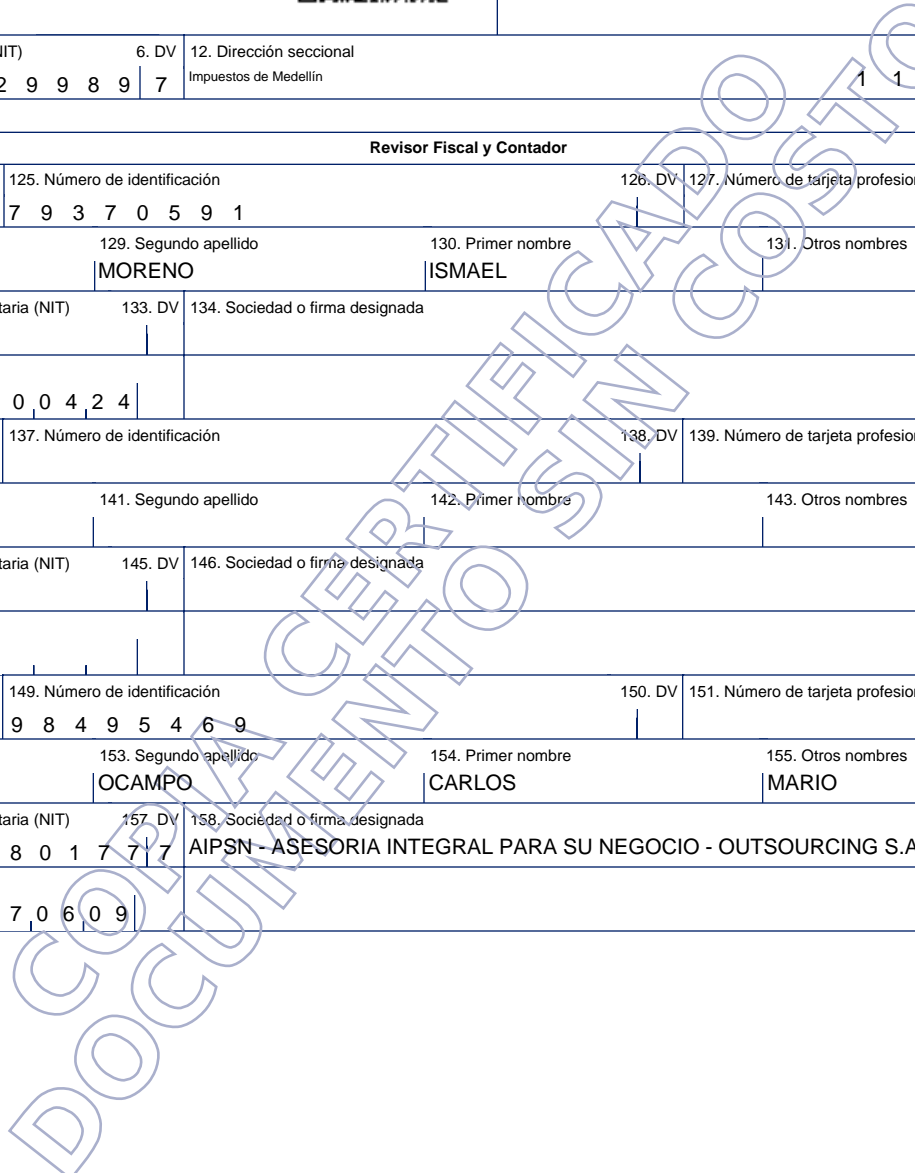 IIT) 6. DV 12. Dirección seccional
2 9 9 8 9 7 Impuestos de Medellín 1 1
Revisor Fiscal y Contador
125. Número de identificación 126. DV 127. Número de tarjeta profesion
7 9 3 7 0 5 9 1
129. Segundo apellido 130. Primer nombre 131. Otros nombres
MORENO ISMAEL
taria (NIT) 133. DV 134. Sociedad o firma designada
0 0 4 2 4
137. Número de identificación 138. DV 139. Número de tarjeta profesion
141. Segundo apellido 142. Primer nombre 143. Otros nombres
taria (NIT) 145. DV 146. Sociedad o firma designada
149. Número de identificación 150. DV 151. Número de tarjeta profesion
9 8 4 9 5 4 6 9
153. Segundo apellido 154. Primer nombre 155. Otros nombres
OCAMPO CARLOS MARIO
taria (NIT) 157. DV 158. Sociedad o firma designada
8 0 1 7 7 7 AIPSN - ASESORIA INTEGRAL PARA SU NEGOCIO - OUTSOURCING S.A
7 0 6 0 9
COPIA CERTIFICADO
DOCUMENTO SIN COSTO